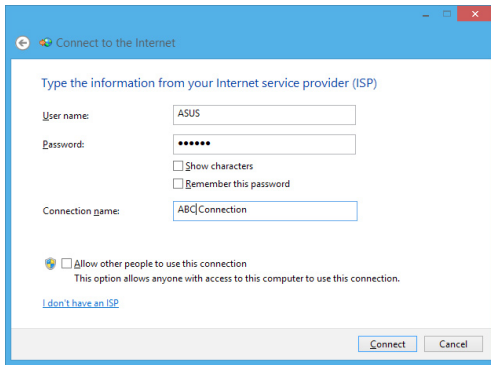 Connect to the Internet
Type the information from your Internet service provider (ISP)
User name: ASUS
Password: ••••••
Show characters
Remember this password
Connection name: ABC Connection
Allow other people to use this connection
This option allows anyone with access to this computer to use this connection.
I don't have an ISP
Connect Cancel